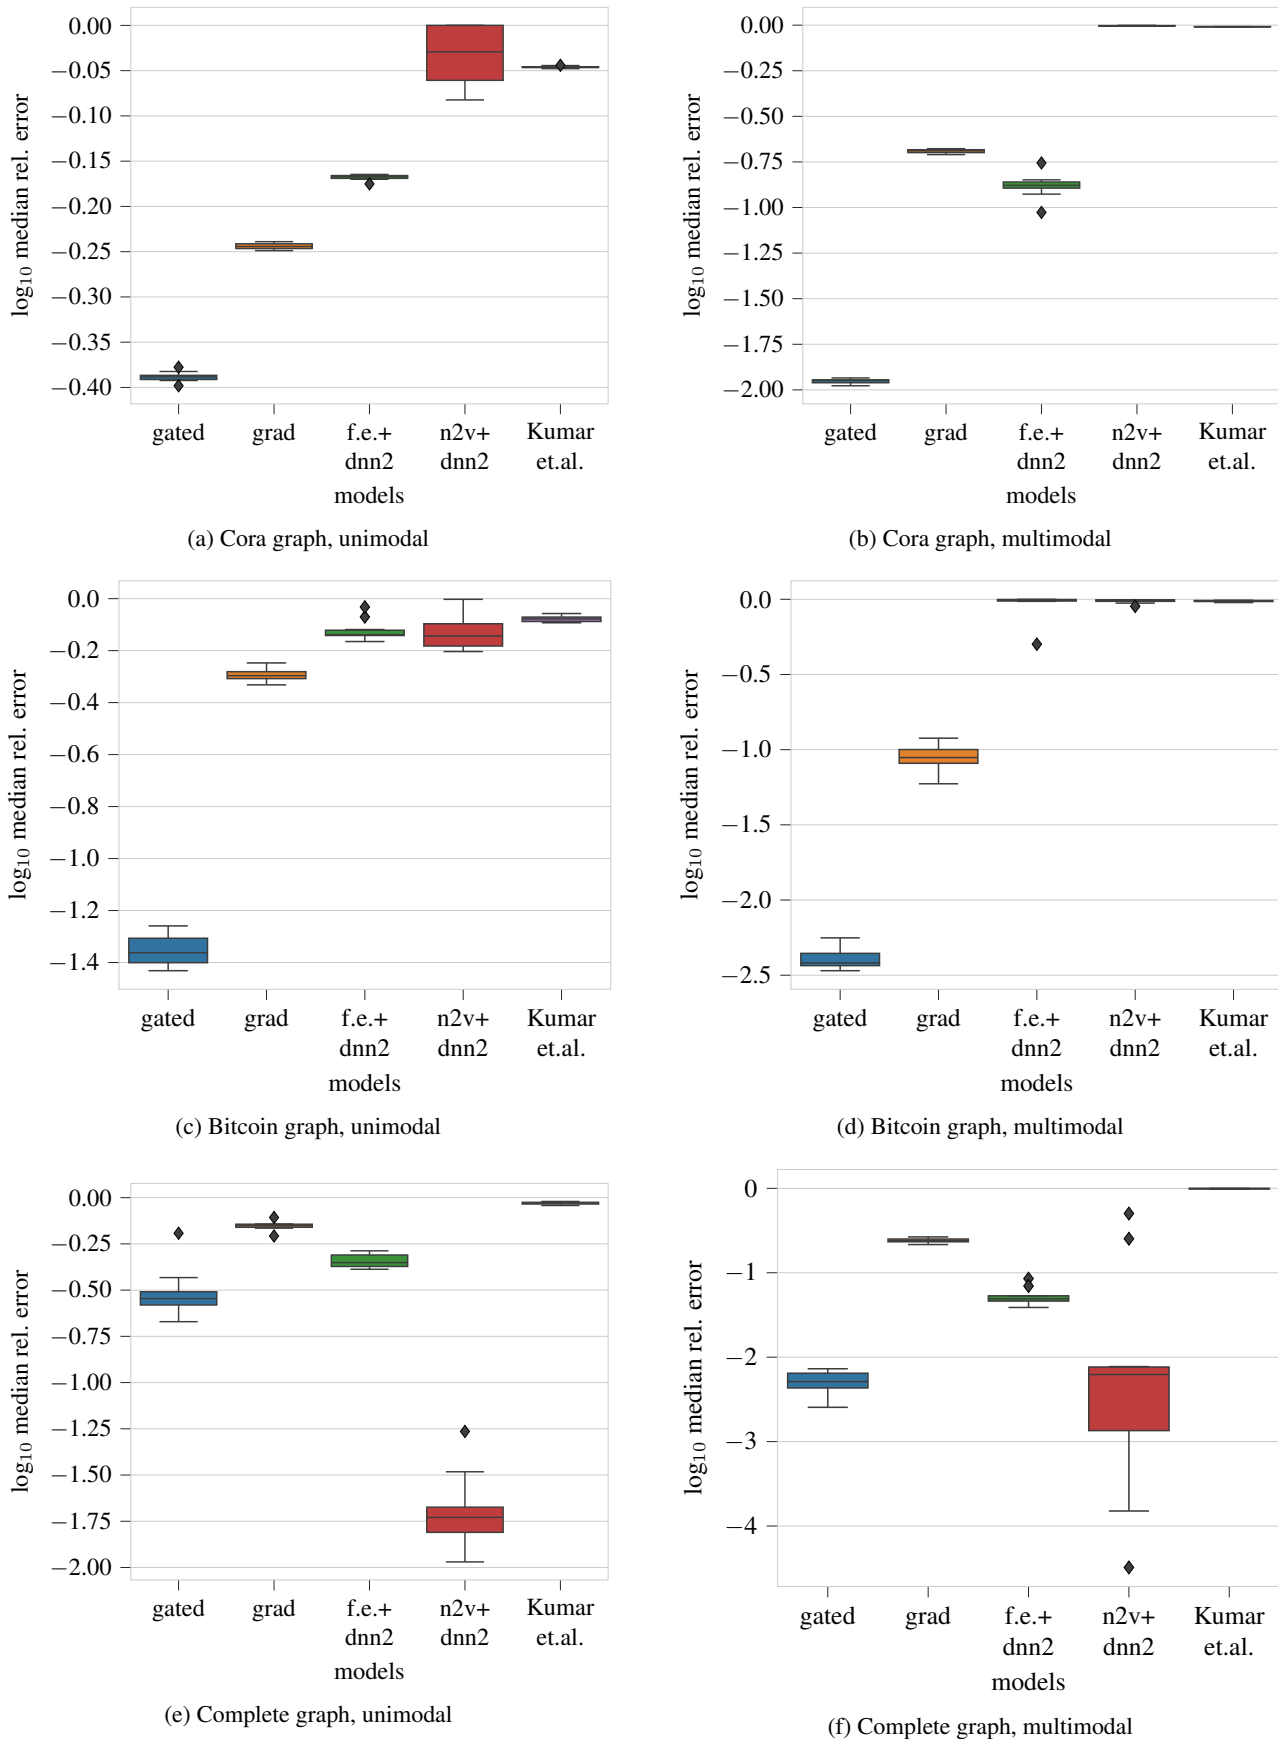 0.00
−0.05
−0.10
−0.15
−0.20
−0.25
−0.30
−0.35
−0.40
log₁₀ median rel. error
gated grad f.e.+ n2v+ Kumar
dnn2 dnn2 et.al.
models
(a) Cora graph, unimodal
0.00
−0.25
−0.50
−0.75
−1.00
−1.25
−1.50
−1.75
−2.00
log₁₀ median rel. error
gated grad f.e.+ n2v+ Kumar
dnn2 dnn2 et.al.
models
(b) Cora graph, multimodal
0.0
−0.2
−0.4
−0.6
−0.8
−1.0
−1.2
−1.4
log₁₀ median rel. error
gated grad f.e.+ n2v+ Kumar
dnn2 dnn2 et.al.
models
(c) Bitcoin graph, unimodal
0.0
−0.5
−1.0
−1.5
−2.0
−2.5
log₁₀ median rel. error
gated grad f.e.+ n2v+ Kumar
dnn2 dnn2 et.al.
models
(d) Bitcoin graph, multimodal
0.00
−0.25
−0.50
−0.75
−1.00
−1.25
−1.50
−1.75
−2.00
log₁₀ median rel. error
gated grad f.e.+ n2v+ Kumar
dnn2 dnn2 et.al.
models
(e) Complete graph, unimodal
0
−1
−2
−3
−4
log₁₀ median rel. error
gated grad f.e.+ n2v+ Kumar
dnn2 dnn2 et.al.
models
(f) Complete graph, multimodal